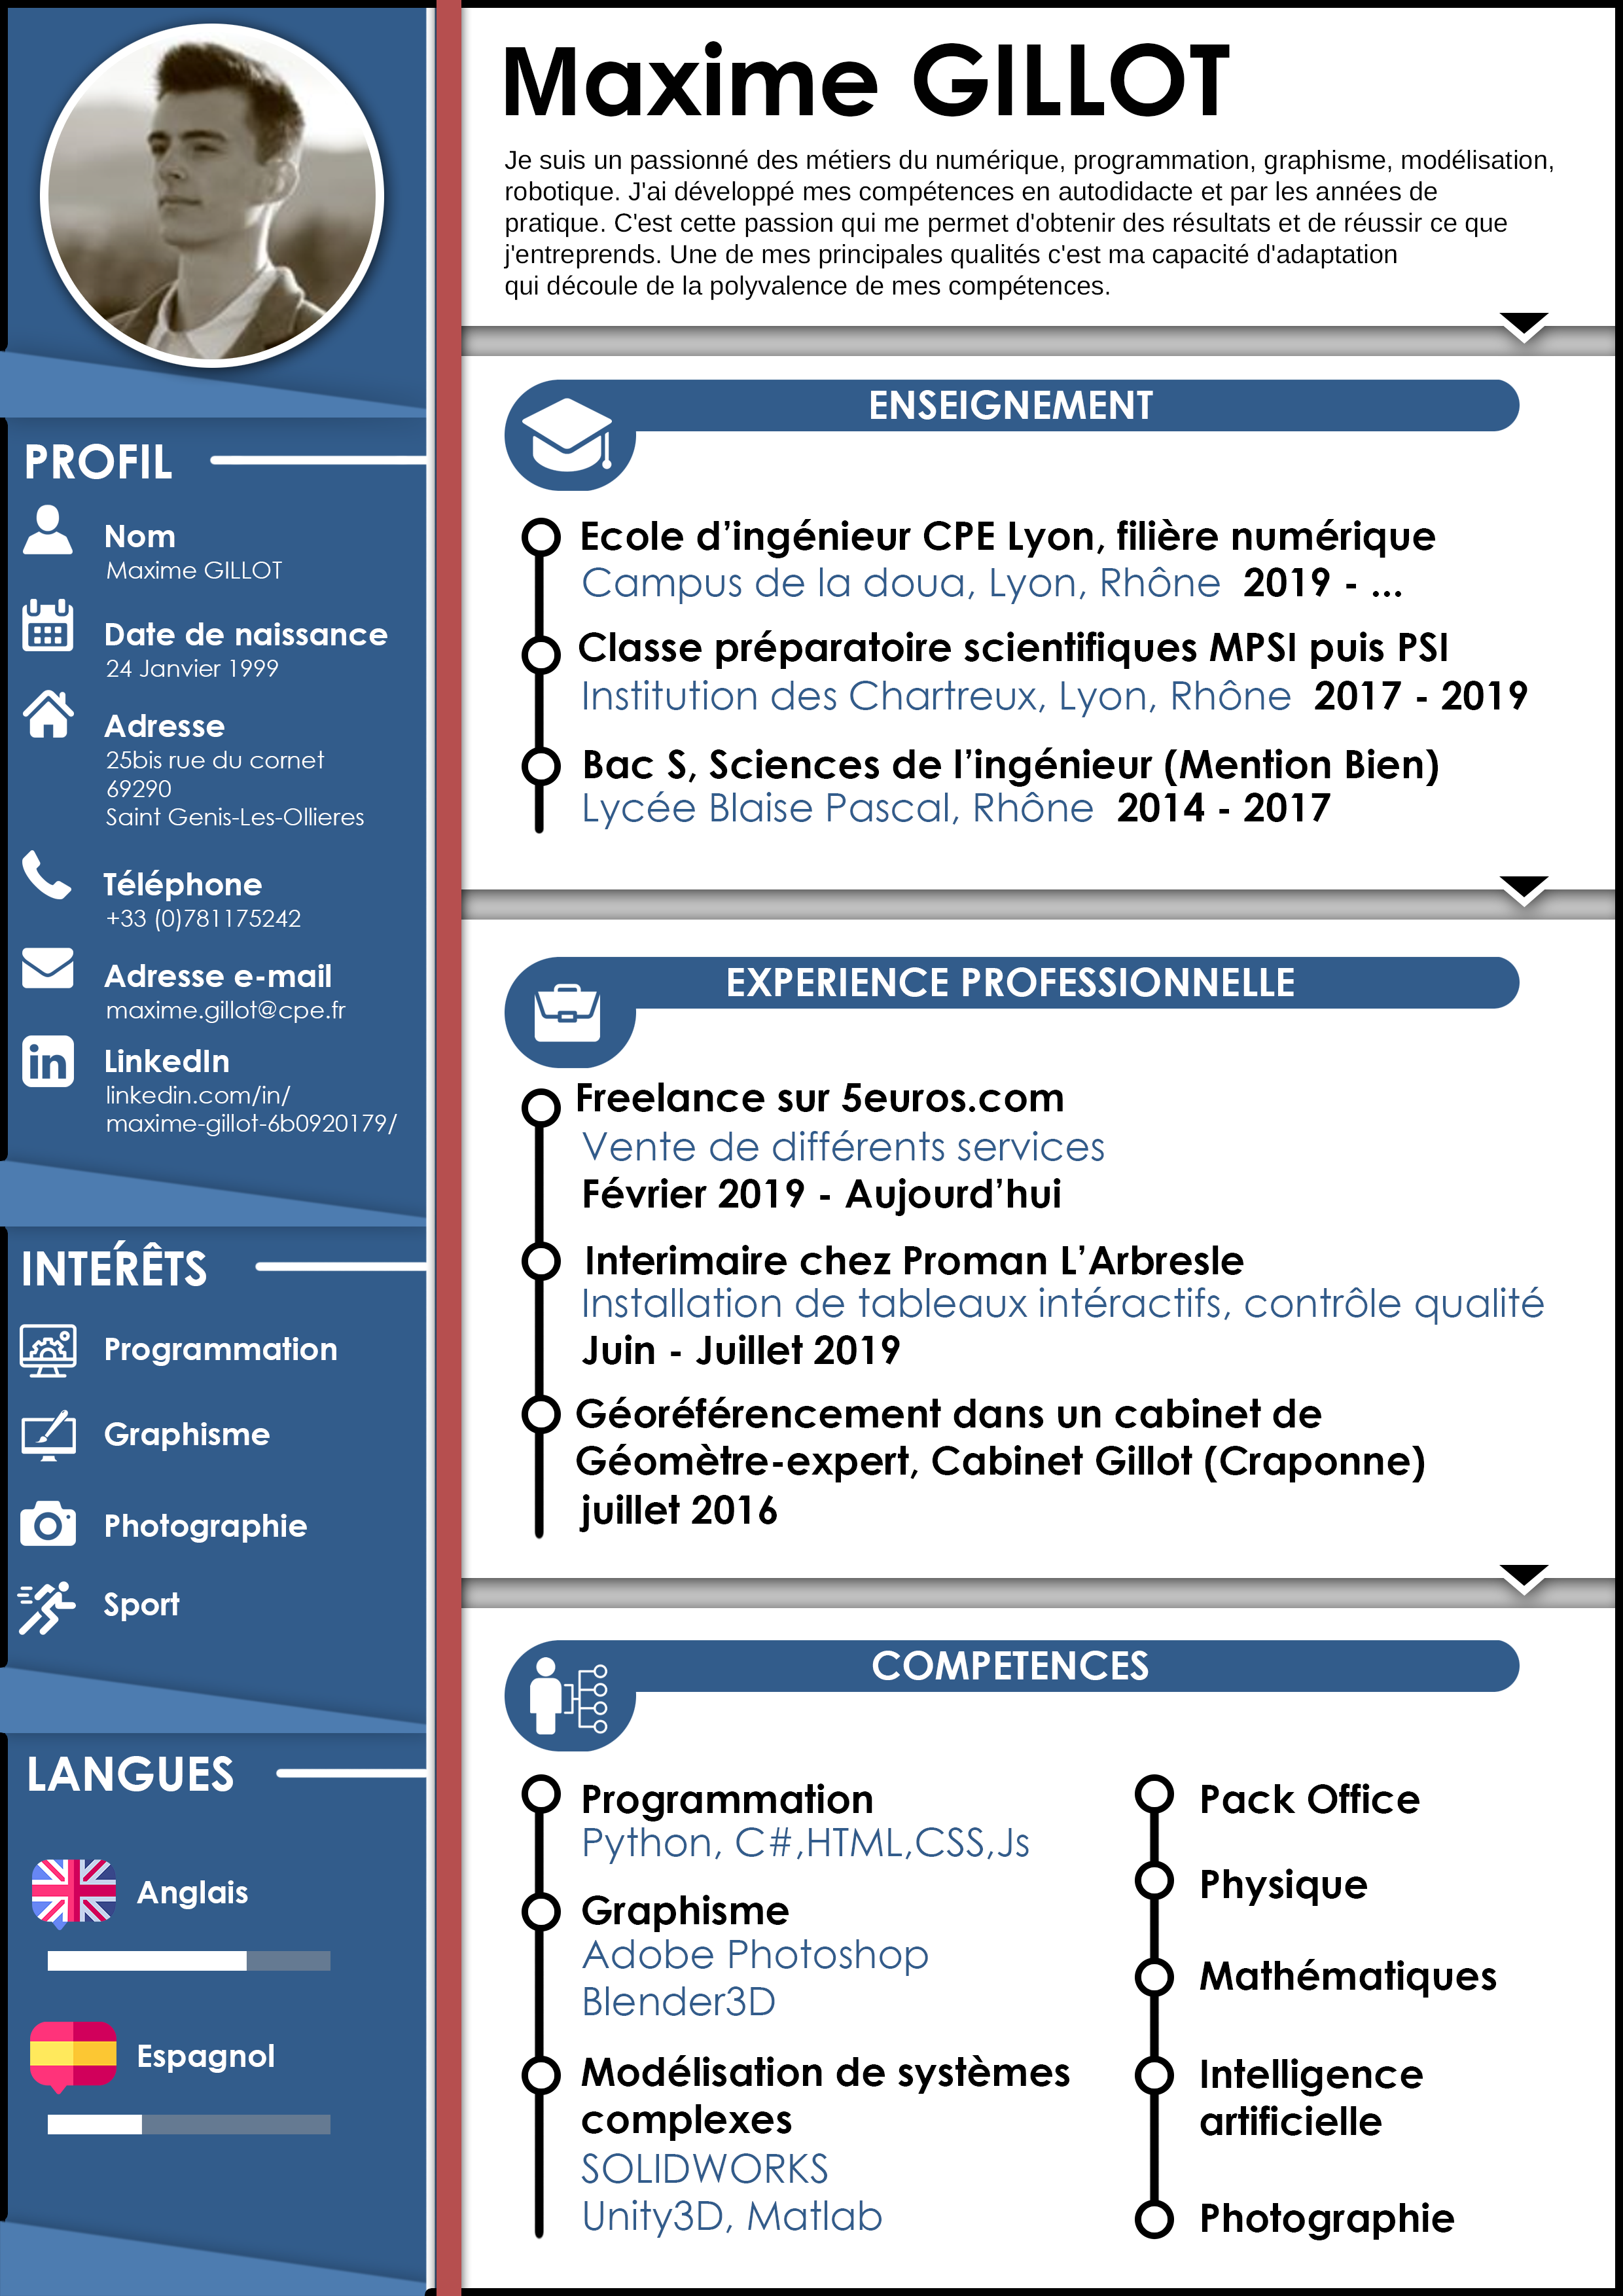 Maxime GILLOT
Je suis un passionné des métiers du numérique, programmation, graphisme, modélisation,
robotique. J'ai développé mes compétences en autodidacte et par les années de
pratique. C'est cette passion qui me permet d'obtenir des résultats et de réussir ce que
j'entreprends. Une de mes principales qualités c'est ma capacité d'adaptation
qui découle de la polyvalence de mes compétences.
PROFIL
Nom
Maxime GILLOT
Date de naissance
24 Janvier 1999
Adresse
25bis rue du cornet
69290
Saint Genis-Les-Ollieres
Téléphone
+33 (0)781175242
Adresse e-mail
maxime.gillot@cpe.fr
in
LinkedIn
linkedin.com/in/
maxime-gillot-6b0920179/
INTERÉTS
Programmation
Graphisme
Photographie
Sport
LANGUES
Anglais
Espagnol
ENSEIGNEMENT
Ecole d’ingénieur CPE Lyon, filière numérique
Campus de la doua, Lyon, Rhône 2019 - ...
Classe préparatoire scientifiques MPSI puis PSI
Institution des Chartreux, Lyon, Rhône 2017 - 2019
Bac S, Sciences de l’ingénieur (Mention Bien)
Lycée Blaise Pascal, Rhône 2014 - 2017
EXPERIENCE PROFESSIONNELLE
Freelance sur 5euros.com
Vente de différents services
Février 2019 - Aujourd’hui
Interimaire chez Proman L’Arbresle
Installation de tableaux intéractifs, contrôle qualité
Juin - Juillet 2019
Géoréférencement dans un cabinet de
Géomètre-expert, Cabinet Gillot (Craponne)
juillet 2016
COMPETENCES
Programmation
Python, C#,HTML,CSS,Js
Graphisme
Adobe Photoshop
Blender3D
Modélisation de systèmes
complexes
SOLIDWORKS
Unity3D, Matlab
Pack Office
Physique
Mathématiques
Intelligence
artificielle
Photographie